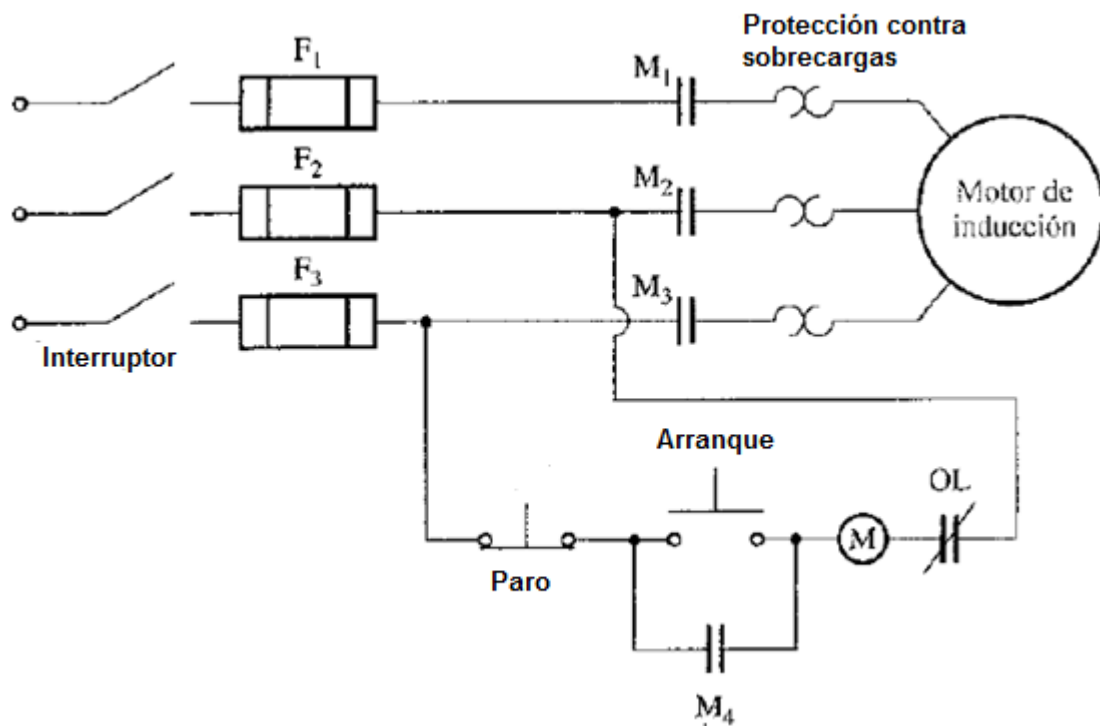 Protección contra
sobrecargas
F1
M1
F2
M2
Motor de
inducción
F3
M3
Interruptor
Arranque
OL
M
Paro
M4